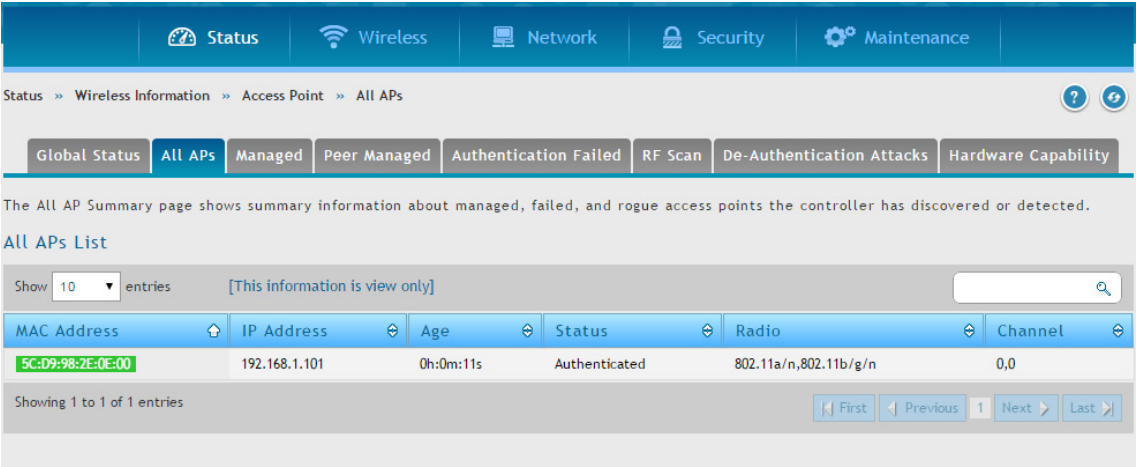 Status Wireless Network Security Maintenance
Status » Wireless Information » Access Point » All APs
Global Status All APs Managed Peer Managed Authentication Failed RF Scan De-Authentication Attacks Hardware Capability
The All AP Summary page shows summary information about managed, failed, and rogue access points the controller has discovered or detected.
All APs List
Show 10 entries [This information is view only]
MAC Address IP Address Age Status Radio Channel
5C:D9:98:2E:0E:00 192.168.1.101 0h:0m:11s Authenticated 802.11a/n,802.11b/g/n 0,0
Showing 1 to 1 of 1 entries First Previous 1 Next Last